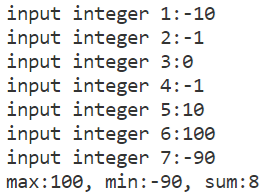 input integer 1:-10
input integer 2:-1
input integer 3:0
input integer 4:-1
input integer 5:10
input integer 6:100
input integer 7:-90
max:100, min:-90, sum:8